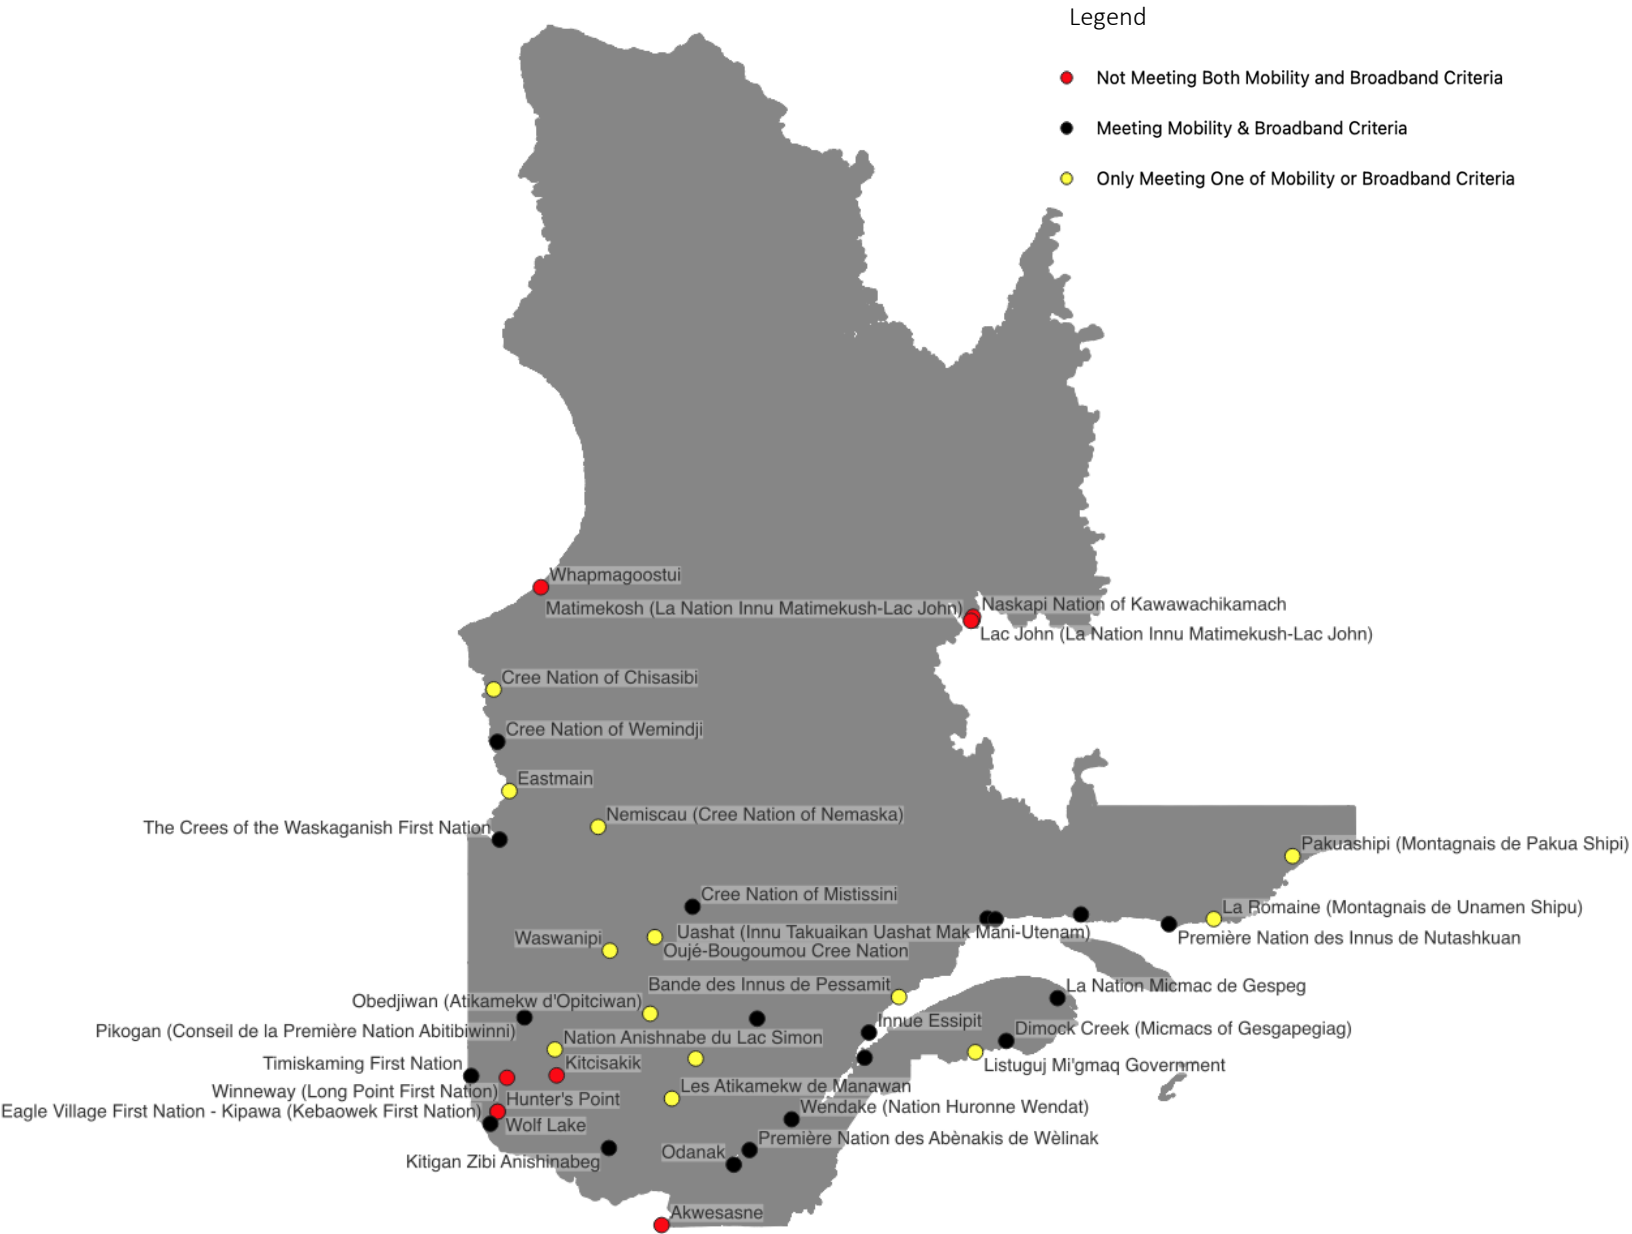 Legend
Not Meeting Both Mobility and Broadband Criteria
Meeting Mobility & Broadband Criteria
Only Meeting One of Mobility or Broadband Criteria
Whapmagoostui
Matimekosh (La Nation Innu Matimekush-Lac John)
Naskapi Nation of Kawawachikamach
Lac John (La Nation Innu Matimekush-Lac John)
Cree Nation of Chisasibi
Cree Nation of Wemindji
Eastmain
Nemiscau (Cree Nation of Nemaska)
The Crees of the Waskaganish First Nation
Pakuashipi (Montagnais de Pakua Shipi)
Cree Nation of Mistissini
La Romaine (Montagnais de Unamen Shipu)
Uashat (Innu Takuaikan Uashat Mak Mani-Utenam)
Waswanipi
Première Nation des Innus de Nutashkuan
Oujé-Bougoumou Cree Nation
Bande des Innus de Pessamit
La Nation Micmac de Gespeg
Obedjiwan (Atikamekw d'Opitciwan)
Innue Essipit
Pikogan (Conseil de la Première Nation Abitibiwinni)
Dimock Creek (Micmacs of Gesgapegiag)
Nation Anishnabe du Lac Simon
Timiskaming First Nation
Kitcisakik
Listuguj Mi'gmaq Government
Les Atikamekw de Manawan
Winneway (Long Point First Nation)
Hunter's Point
Wendake (Nation Huronne Wendat)
Eagle Village First Nation - Kipawa (Kebaowek First Nation)
Wolf Lake
Première Nation des Abènakis de Wèlinak
Odanak
Kitigan Zibi Anishinabeg
Akwesasne